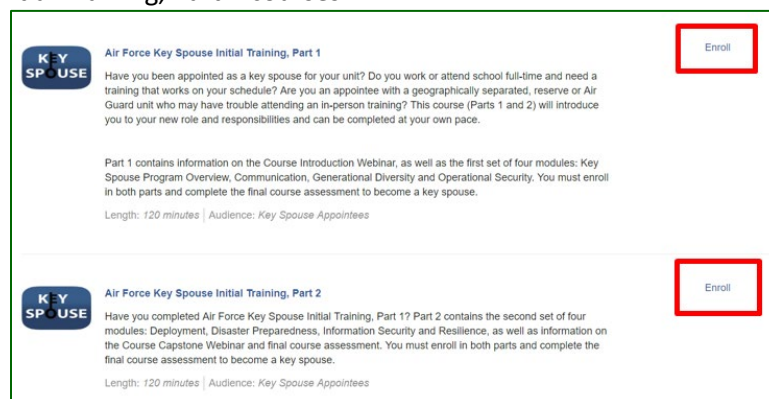 KEY
SPOUSE
Air Force Key Spouse Initial Training, Part 1
Enroll
Have you been appointed as a key spouse for your unit? Do you work or attend school full-time and need a
training that works on your schedule? Are you an appointee with a geographically separated, reserve or Air
Guard unit who may have trouble attending an in-person training? This course (Parts 1 and 2) will introduce
you to your new role and responsibilities and can be completed at your own pace.
Part 1 contains information on the Course Introduction Webinar, as well as the first set of four modules: Key
Spouse Program Overview, Communication, Generational Diversity and Operational Security. You must enroll
in both parts and complete the final course assessment to become a key spouse.
Length: 120 minutes | Audience: Key Spouse Appointees
KEY
SPOUSE
Air Force Key Spouse Initial Training, Part 2
Enroll
Have you completed Air Force Key Spouse Initial Training, Part 1? Part 2 contains the second set of four
modules: Deployment, Disaster Preparedness, Information Security and Resilience, as well as information on
the Course Capstone Webinar and final course assessment. You must enroll in both parts and complete the
final course assessment to become a key spouse.
Length: 120 minutes | Audience: Key Spouse Appointees